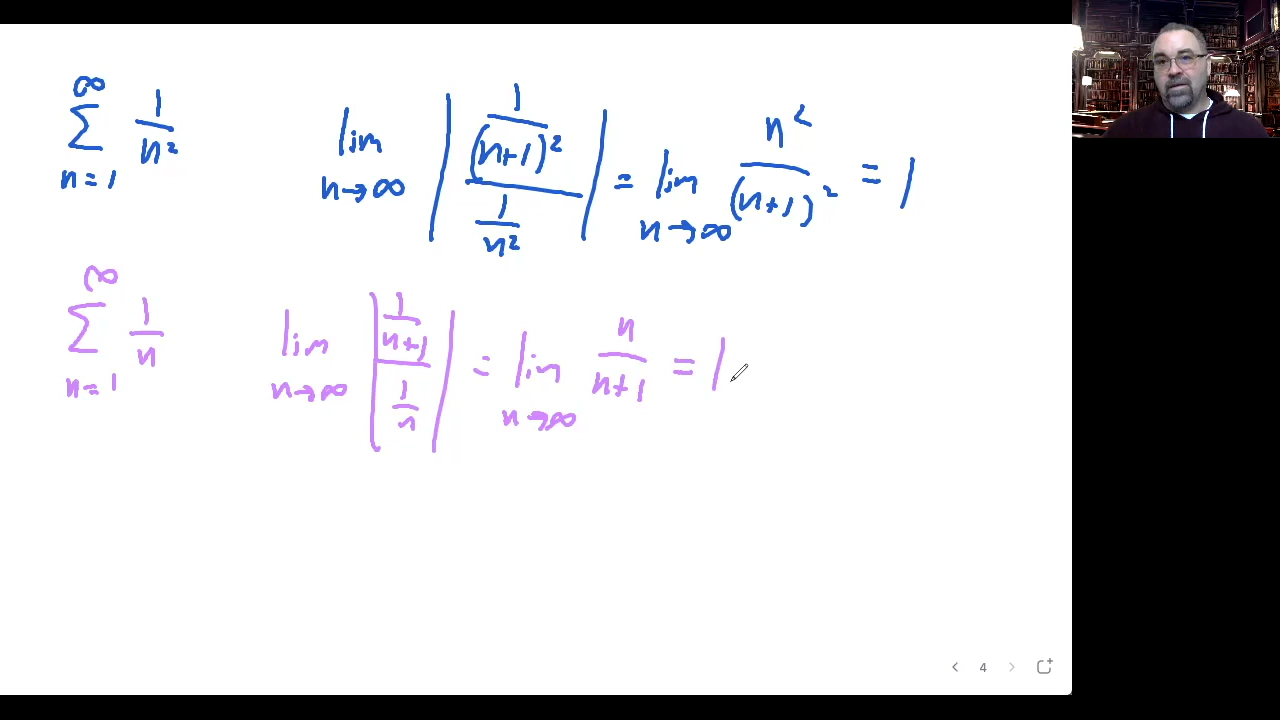 ∞ ∑ n=1 1/n² lim n→∞ | (1/(n+1)²) / (1/n²) | = lim n→∞ n²/(n+1)² = 1
∞ ∑ n=1 1/n lim n→∞ | (1/(n+1)) / (1/n) | = lim n→∞ n/(n+1) = 1
4